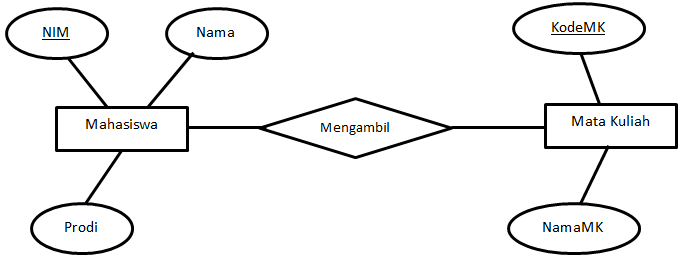 NIM
Nama
KodeMK
Mahasiswa
Mengambil
Mata Kuliah
Prodi
NamaMK